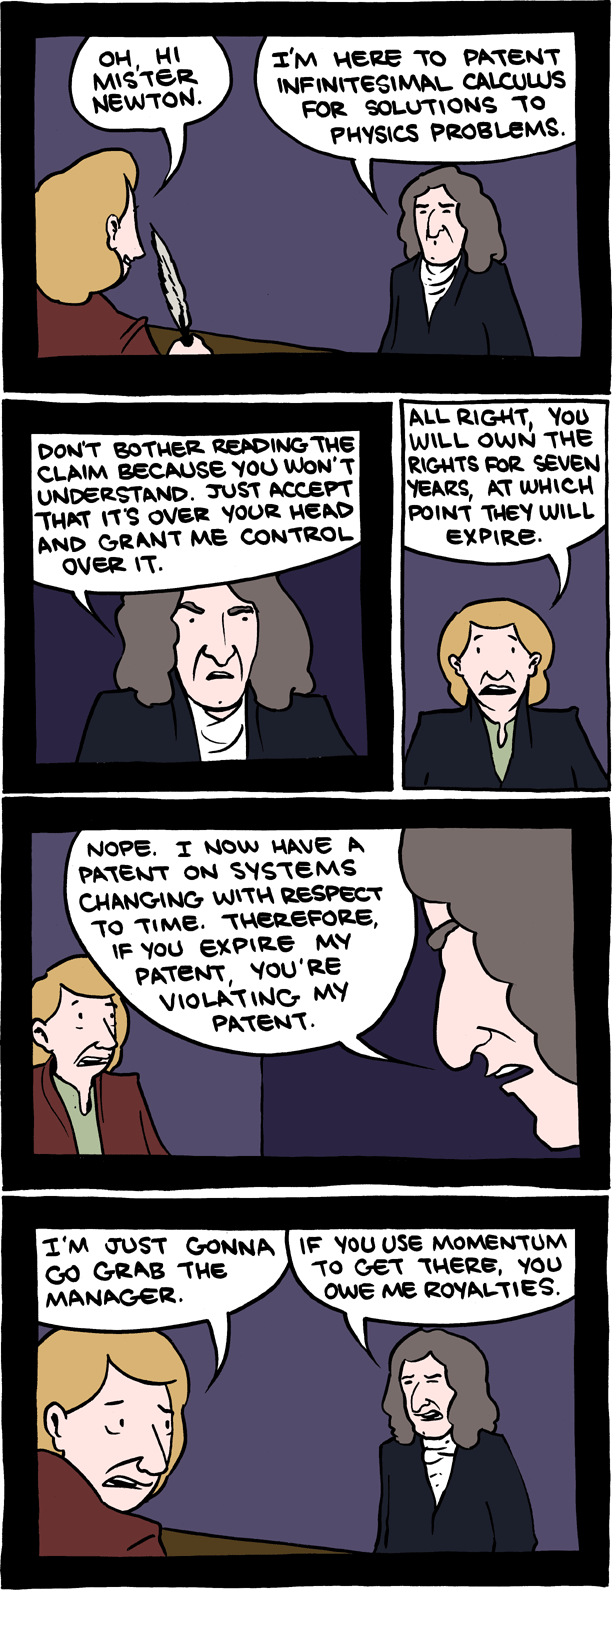 OH, HI
MISTER
NEWTON.
I'M HERE TO PATENT
INFINITESIMAL CALCULUS
FOR SOLUTIONS TO
PHYSICS PROBLEMS.
DON'T BOTHER READING THE
CLAIM BECAUSE YOU WON'T
UNDERSTAND. JUST ACCEPT
THAT IT'S OVER YOUR HEAD
AND GRANT ME CONTROL
OVER IT.
ALL RIGHT, YOU
WILL OWN THE
RIGHTS FOR SEVEN
YEARS, AT WHICH
POINT THEY WILL
EXPIRE.
NOPE. I NOW HAVE A
PATENT ON SYSTEMS
CHANGING WITH RESPECT
TO TIME. THEREFORE,
IF YOU EXPIRE MY
PATENT, YOU'RE
VIOLATING MY
PATENT.
I'M JUST GONNA
GO GRAB THE
MANAGER.
IF YOU USE MOMENTUM
TO GET THERE, YOU
OWE ME ROYALTIES.